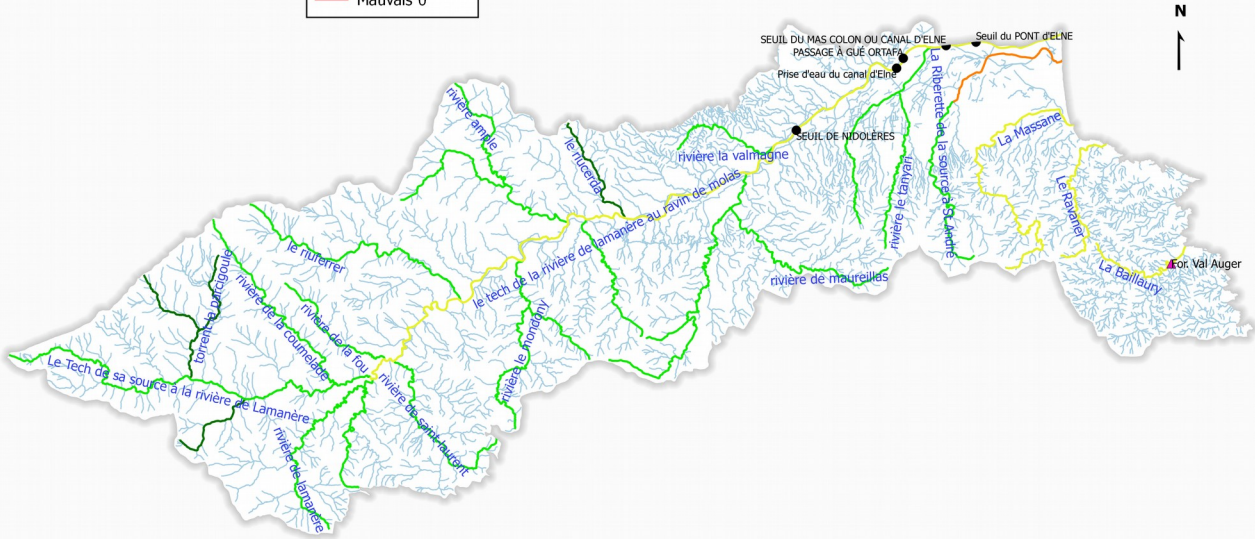 Mauvais 0
N
SEUIL DU MAS COLON OU CANAL D'ELNE
Seuil du PONT d'ELNE
PASSAGE À GUÉ ORTAFA
Prise d'eau du canal d'Elne
SEUIL DE NIDOLÈRES
rivière ample
le riucerda
rivière la valmagne
La Riberette de la source à St André
rivière le tanyari
La Massane
Le Ravaner
La Baillaury
For. Val Auger
rivière de maureillas
le tech de la rivière de lamanère au ravin de molas
le riuferrer
torrent la parcigoule
rivière de la coumelade
rivière de la fou
rivière le mondony
Le Tech de sa source à la rivière de Lamanère
rivière de saint-laurent
rivière de lamanère